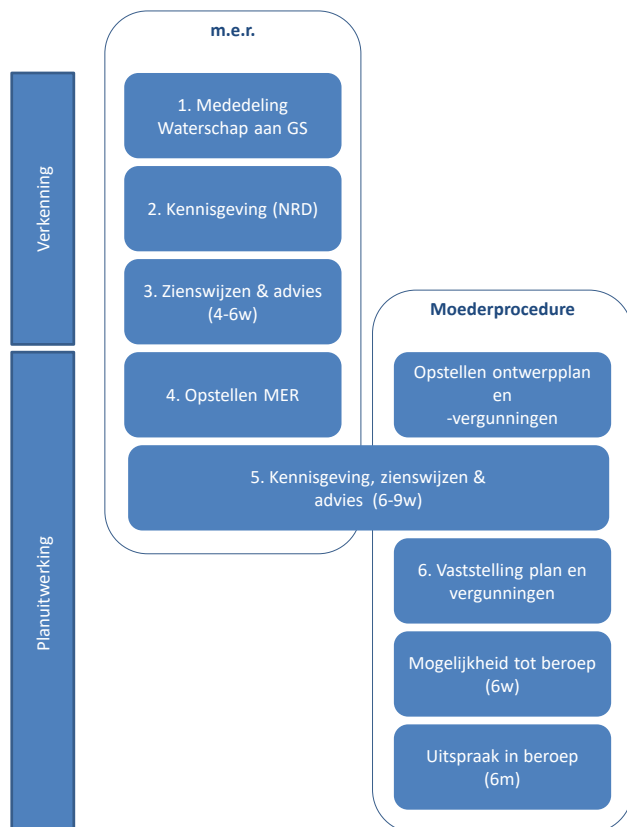 m.e.r.
Verkenning
1. Mededeling
Waterschap aan GS
2. Kennisgeving (NRD)
3. Zienswijzen & advies
(4-6w)
Moederprocedure
Planuitwerking
4. Opstellen MER
Opstellen ontwerpplan
en
-vergunningen
5. Kennisgeving, zienswijzen &
advies (6-9w)
6. Vaststelling plan en
vergunningen
Mogelijkheid tot beroep
(6w)
Uitspraak in beroep
(6m)